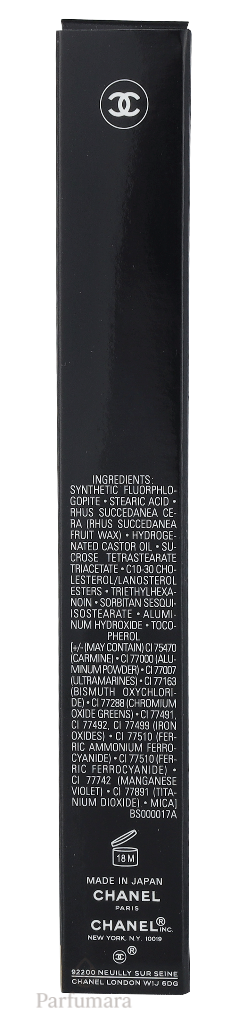 INGREDIENTS:
SYNTHETIC FLUORPHLO-
GOPITE • STEARIC ACID •
RHUS SUCCEDANEA CE-
RA (RHUS SUCCEDANEA
FRUIT WAX) • HYDROGE-
NATED CASTOR OIL • SU-
CROSE TETRASTEARATE
TRIACETATE • C10-30 CHO-
LESTEROL/LANOSTEROL
ESTERS • TRIETHYLHEXA-
NOIN • SORBITAN SESQUI-
ISOSTEARATE • ALUMI-
NUM HYDROXIDE • TOCO-
PHEROL
[+/- (MAY CONTAIN) CI 75470
(CARMINE) • CI 77000 (ALU-
MINUM POWDER) • CI 77007
(ULTRAMARINES) • CI 77163
(BISMUTH OXYCHLORI-
DE) • CI 77288 (CHROMIUM
OXIDE GREENS) • CI 77491,
CI 77492, CI 77499 (IRON
OXIDES) • CI 77510 (FER-
RIC AMMONIUM FERRO-
CYANIDE) • CI 77510 (FER-
RIC FERROCYANIDE) •
CI 77742 (MANGANESE
VIOLET) • CI 77891 (TITA-
NIUM DIOXIDE) • MICA]
BS000017A
18 M
MADE IN JAPAN
CHANEL
PARIS
CHANEL® INC.
NEW YORK, N.Y. 10019
®
92200 NEUILLY SUR SEINE
CHANEL LONDON W1J 6DG
Parfumara